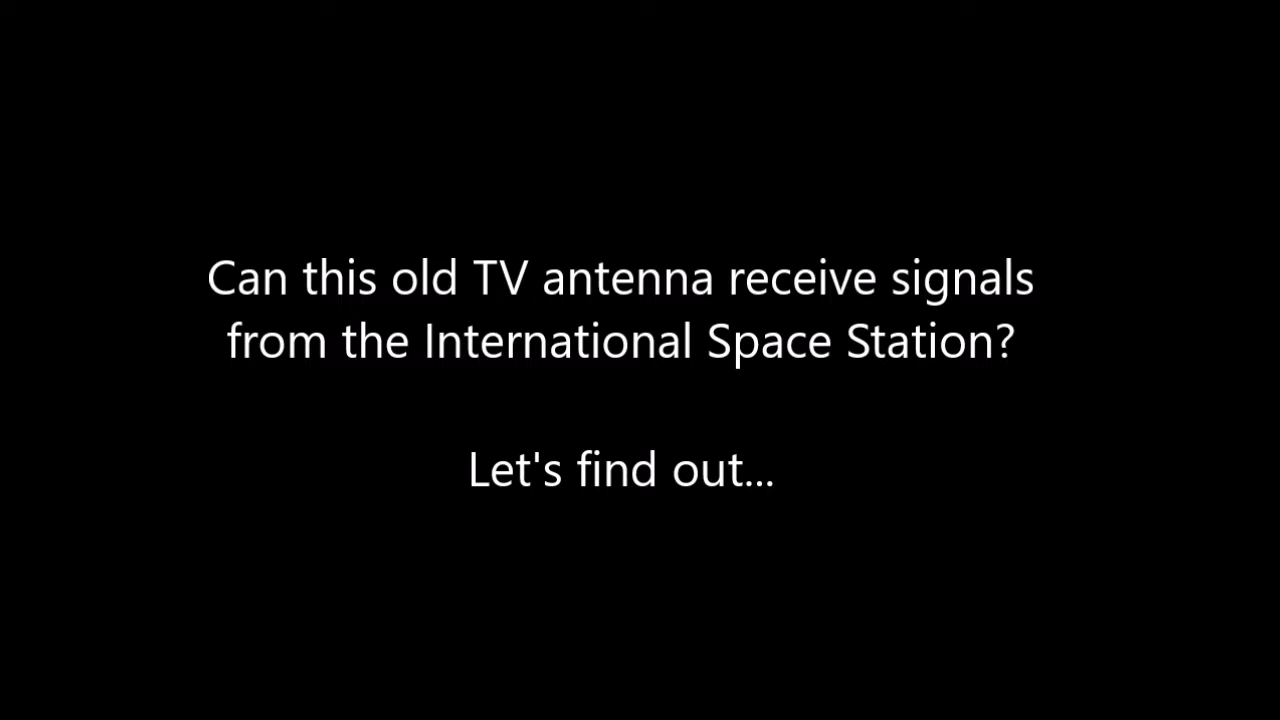 Can this old TV antenna receive signals
from the International Space Station?
Let's find out...